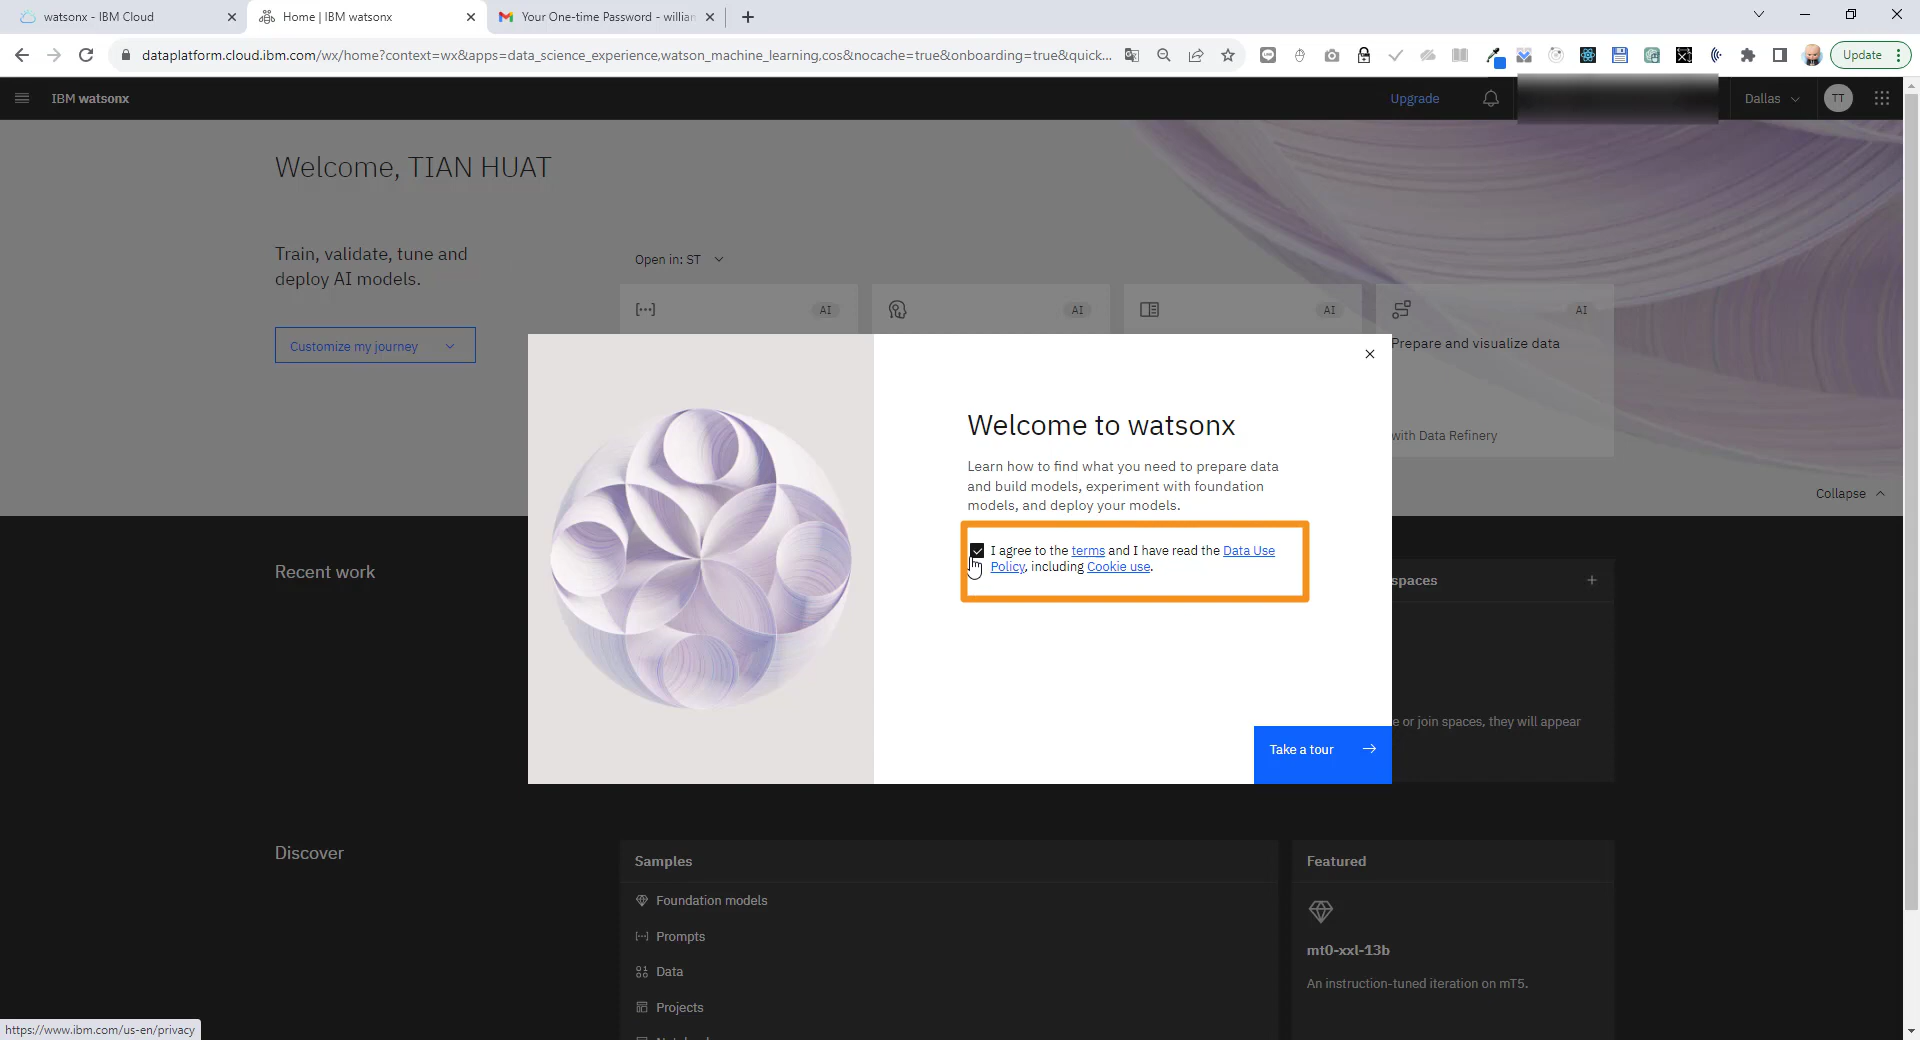 watsonx - IBM Cloud
Home | IBM watsonx
Your One-time Password - willian
dataplatform.cloud.ibm.com/wx/home?context=wx&apps=data_science_experience,watson_machine_learning,cos&nocache=true&onboarding=true&quick...
Update
IBM watsonx
Upgrade
Dallas
TT
Welcome, TIAN HUAT
Train, validate, tune and
deploy AI models.
Open in: ST
Customize my journey
AI
AI
AI
AI
Prepare and visualize data
with Data Refinery
Collapse
Welcome to watsonx
Learn how to find what you need to prepare data
and build models, experiment with foundation
models, and deploy your models.
I agree to the terms and I have read the Data Use
Policy, including Cookie use.
Take a tour
Recent work
spaces
e or join spaces, they will appear
Discover
Samples
Foundation models
Prompts
Data
Projects
Featured
mt0-xxl-13b
An instruction-tuned iteration on mT5.
https://www.ibm.com/us-en/privacy